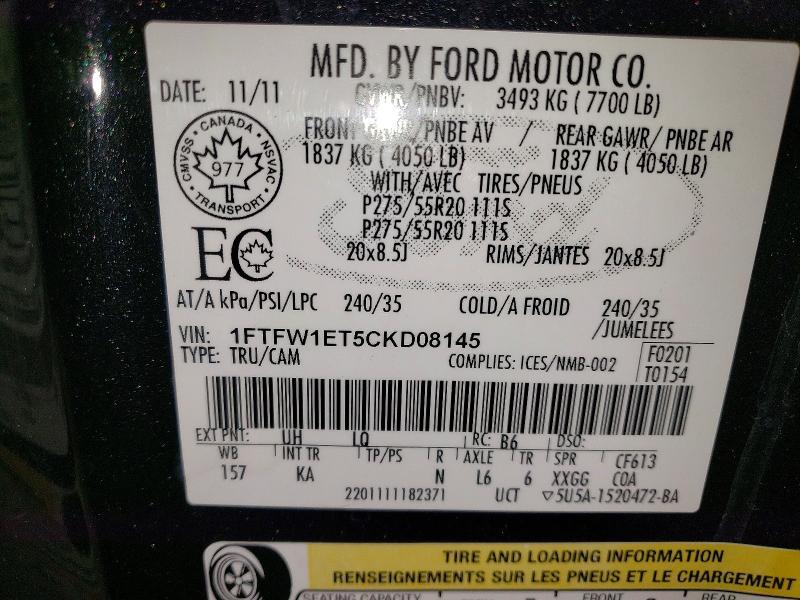 MFD. BY FORD MOTOR CO.
DATE: 11/11 GVWR/PNBV: 3493 KG ( 7700 LB)
FRONT GAWR/PNBE AV / REAR GAWR/ PNBE AR
1837 KG ( 4050 LB) 1837 KG ( 4050 LB)
WITH/AVEC TIRES/PNEUS
P275/55R20 111S
P275/55R20 111S
20x8.5J RIMS/JANTES 20x8.5J
CANADA
CMVSS NSVAC
977
TRANSPORT
EC
AT/A kPa/PSI/LPC 240/35 COLD/A FROID 240/35
/JUMELEES
VIN: 1FTFW1ET5CKD08145
TYPE: TRU/CAM COMPLIES: ICES/NMB-002 F0201
T0154
EXT PNT: UH LQ RC: B6 DSO:
WB INT TR TP/PS R AXLE TR SPR CF613
157 KA N L6 6 XXGG COA
2201111182371 UCT ▽5U5A-1520472-BA
TIRE AND LOADING INFORMATION
RENSEIGNEMENTS SUR LES PNEUS ET LE CHARGEMENT
SEATING CAPACITY FRONT REAR